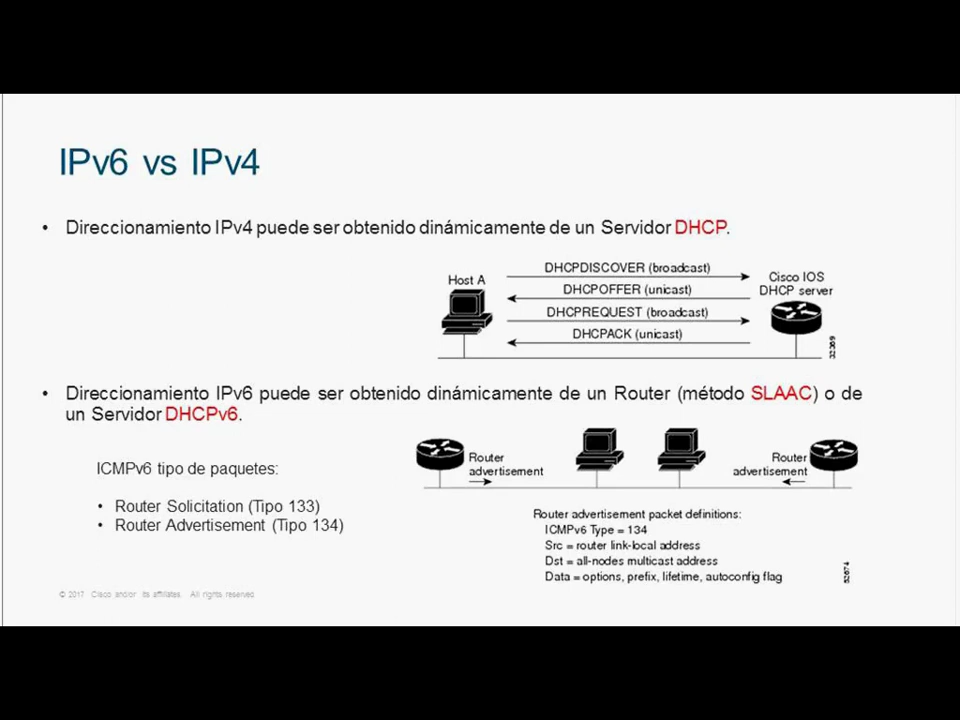 IPv6 vs IPv4
• Direccionamiento IPv4 puede ser obtenido dinámicamente de un Servidor DHCP.
Host A
DHCPDISCOVER (broadcast)
DHCPOFFER (unicast)
DHCPREQUEST (broadcast)
DHCPACK (unicast)
Cisco IOS
DHCP server
32369
• Direccionamiento IPv6 puede ser obtenido dinámicamente de un Router (método SLAAC) o de
un Servidor DHCPv6.
ICMPv6 tipo de paquetes:
• Router Solicitation (Tipo 133)
• Router Advertisement (Tipo 134)
Router
advertisement
Router
advertisement
Router advertisement packet definitions:
ICMPv6 Type = 134
Src = router link-local address
Dst = all-nodes multicast address
Data = options, prefix, lifetime, autoconfig flag
52674
© 2017 Cisco and/or its affiliates. All rights reserved